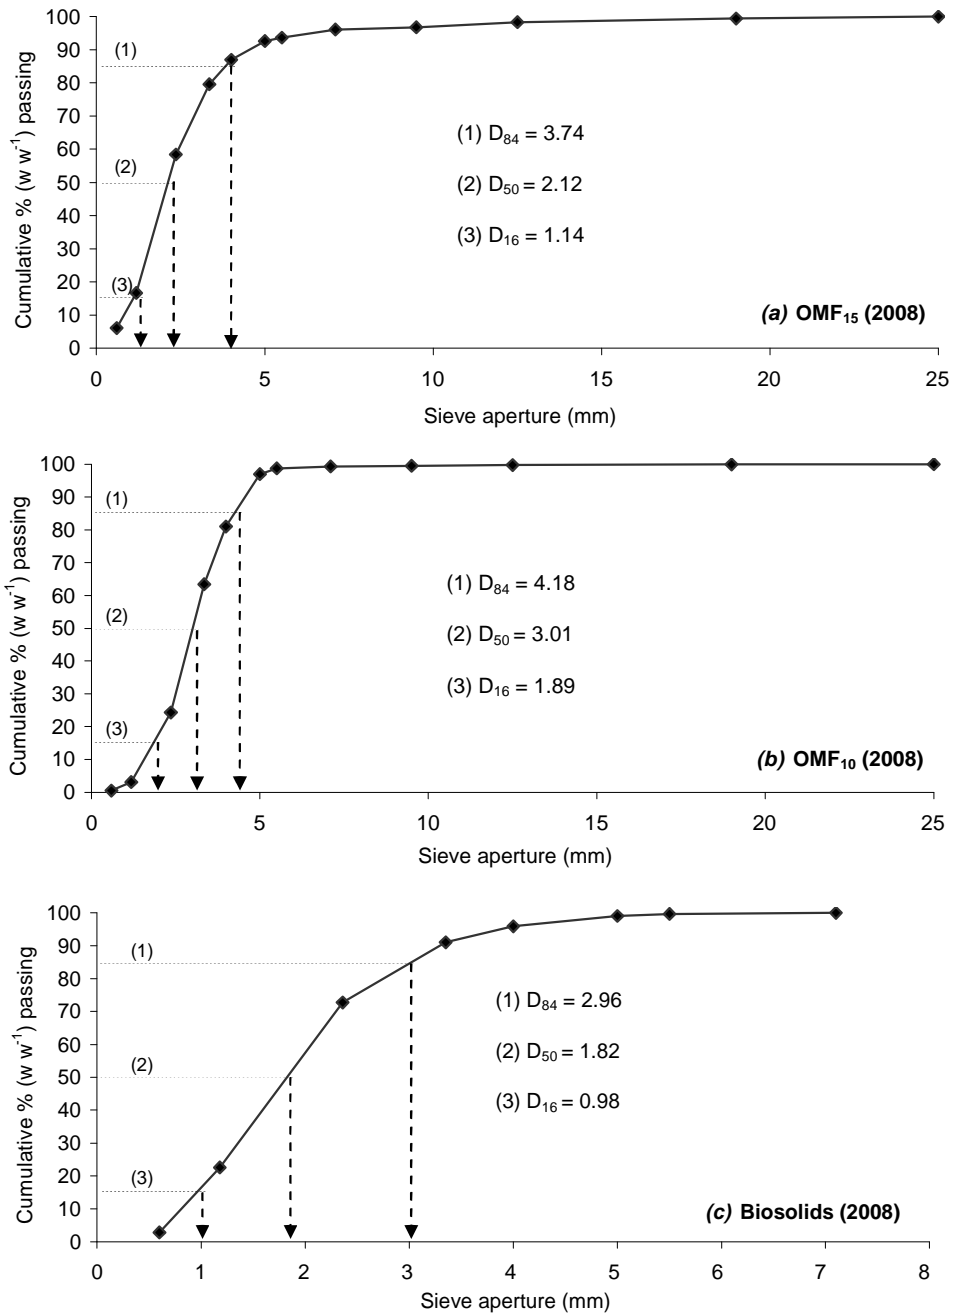 100
90
80
70
60
50
40
30
20
10
0
Cumulative % (w w⁻¹) passing
(1)
(2)
(3)
(1) D₈₄ = 3.74
(2) D₅₀ = 2.12
(3) D₁₆ = 1.14
(a) OMF₁₅ (2008)
0 5 10 15 20 25
Sieve aperture (mm)
100
90
80
70
60
50
40
30
20
10
0
Cumulative % (w w⁻¹) passing
(1)
(2)
(3)
(1) D₈₄ = 4.18
(2) D₅₀ = 3.01
(3) D₁₆ = 1.89
(b) OMF₁₀ (2008)
0 5 10 15 20 25
Sieve aperture (mm)
100
90
80
70
60
50
40
30
20
10
0
Cumulative % (w w⁻¹) passing
(1)
(2)
(3)
(1) D₈₄ = 2.96
(2) D₅₀ = 1.82
(3) D₁₆ = 0.98
(c) Biosolids (2008)
0 1 2 3 4 5 6 7 8
Sieve aperture (mm)